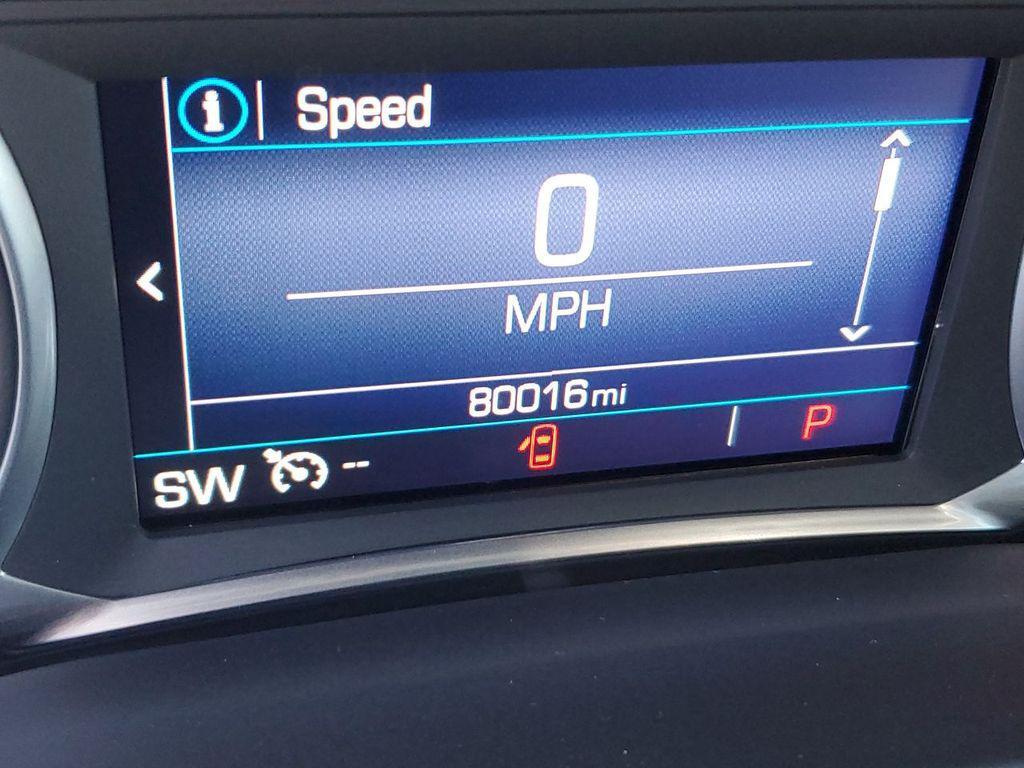 i Speed
0
MPH
80016mi
SW -- P